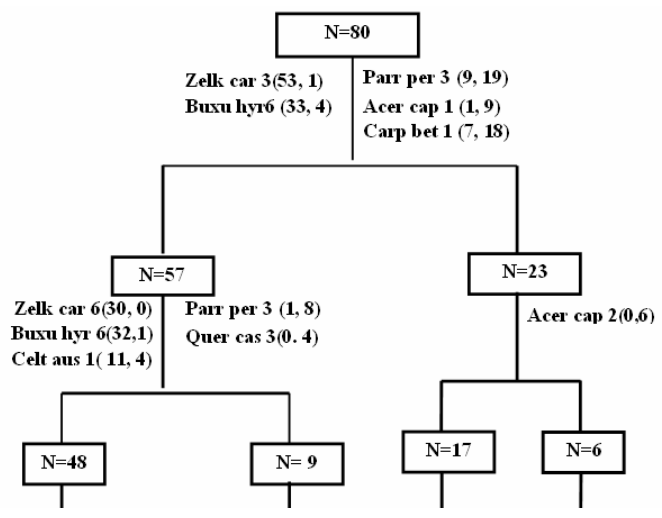 N=80
Zelk car 3(53, 1)
Buxu hyr6 (33, 4)
Parr per 3 (9, 19)
Acer cap 1 (1, 9)
Carp bet 1 (7, 18)
N=57
N=23
Zelk car 6(30, 0)
Buxu hyr 6(32,1)
Celt aus 1( 11, 4)
Parr per 3 (1, 8)
Quer cas 3(0. 4)
Acer cap 2(0,6)
N=48
N= 9
N=17
N=6